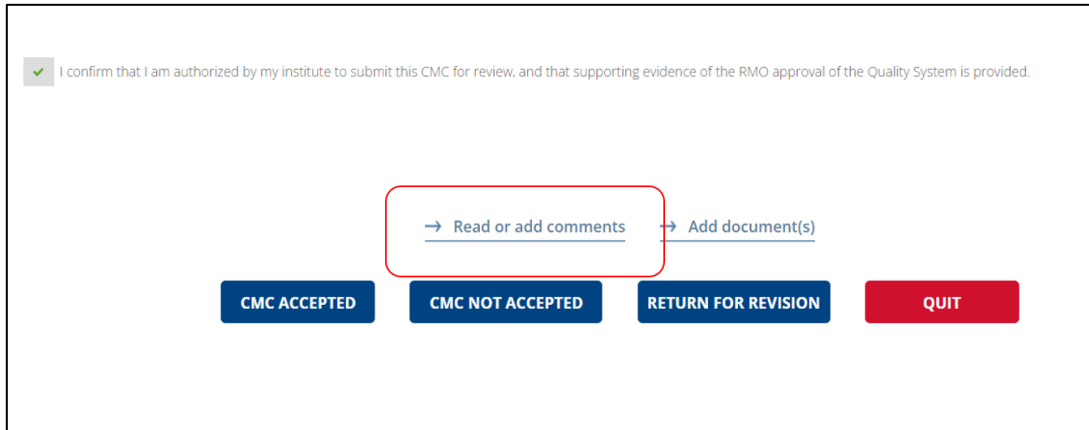 I confirm that I am authorized by my institute to submit this CMC for review, and that supporting evidence of the RMO approval of the Quality System is provided.
→ Read or add comments → Add document(s)
CMC ACCEPTED CMC NOT ACCEPTED RETURN FOR REVISION QUIT